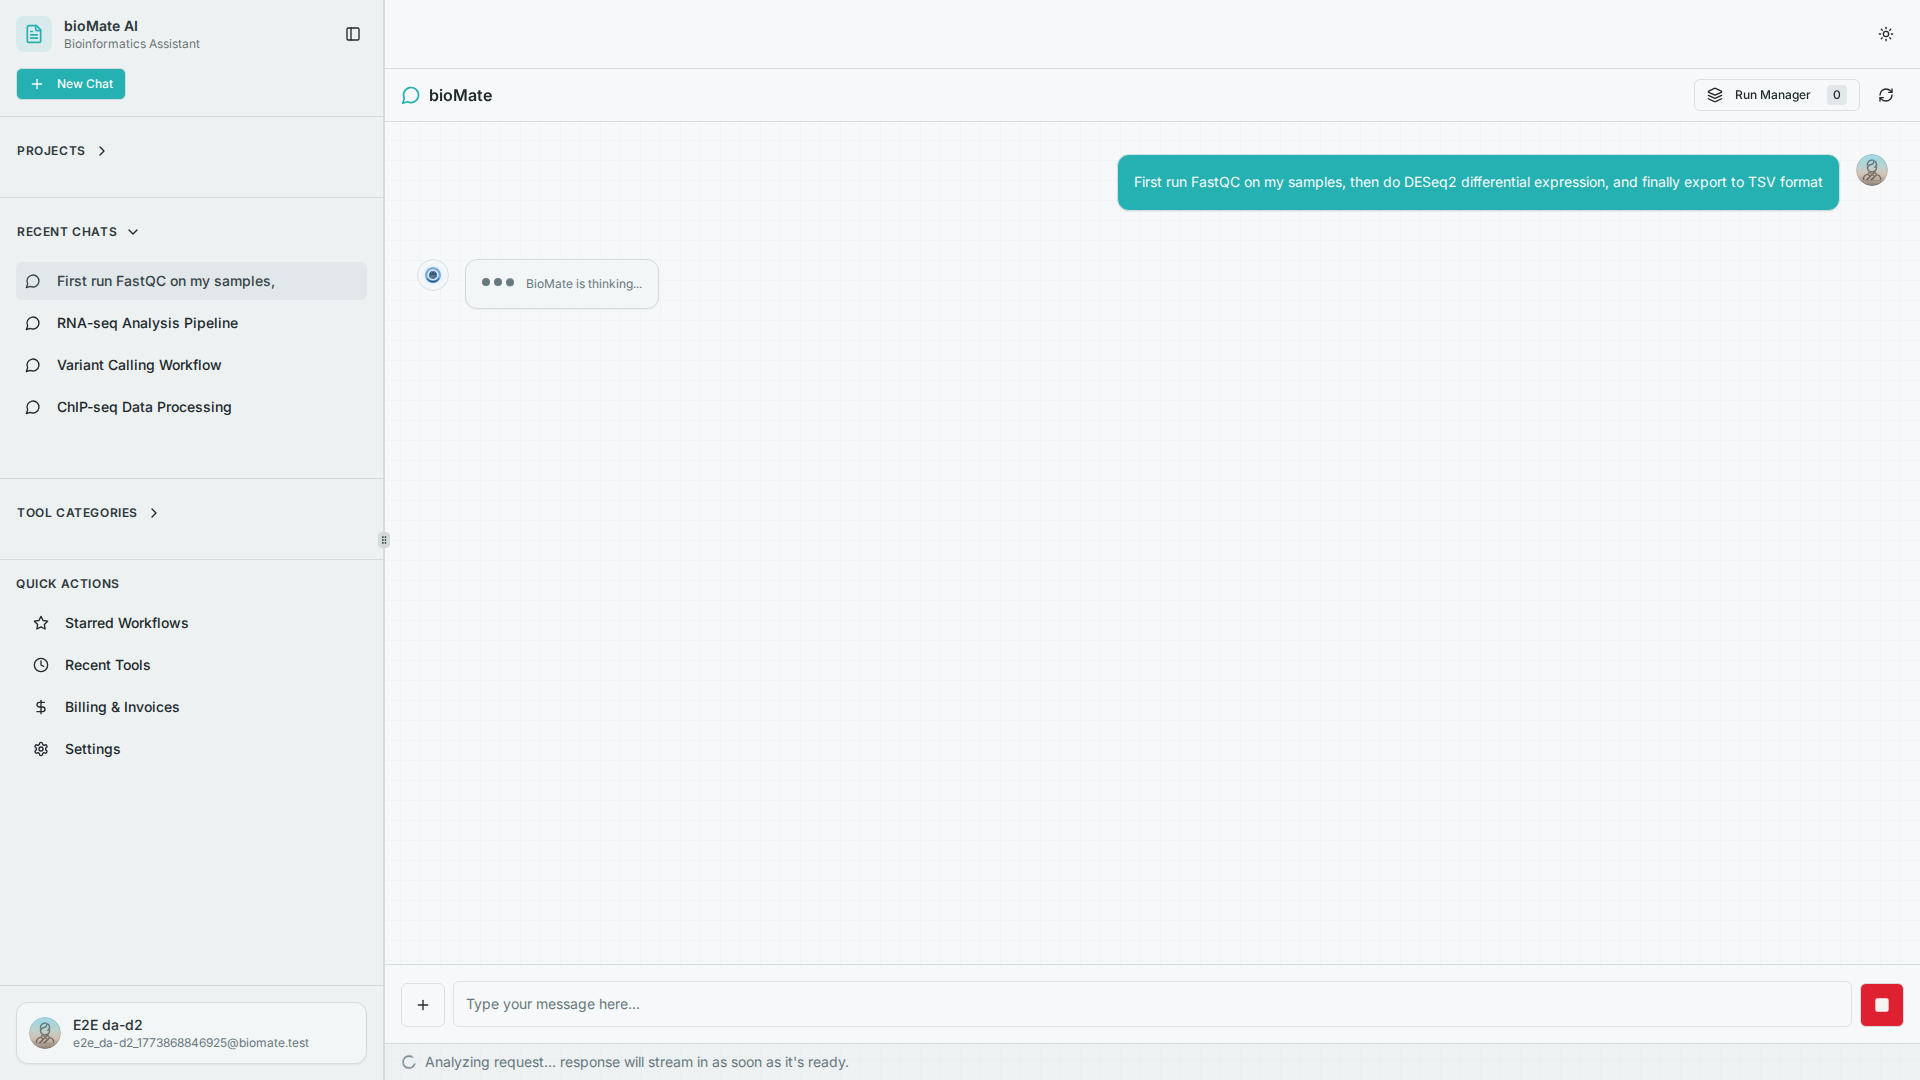 bioMate AI
Bioinformatics Assistant
New Chat
PROJECTS
RECENT CHATS
First run FastQC on my samples,
RNA-seq Analysis Pipeline
Variant Calling Workflow
ChIP-seq Data Processing
TOOL CATEGORIES
QUICK ACTIONS
Starred Workflows
Recent Tools
Billing & Invoices
Settings
E2E da-d2
e2e_da-d2_1773868846925@biomate.test
bioMate
Run Manager 0
First run FastQC on my samples, then do DESeq2 differential expression, and finally export to TSV format
BioMate is thinking...
Type your message here...
Analyzing request... response will stream in as soon as it's ready.